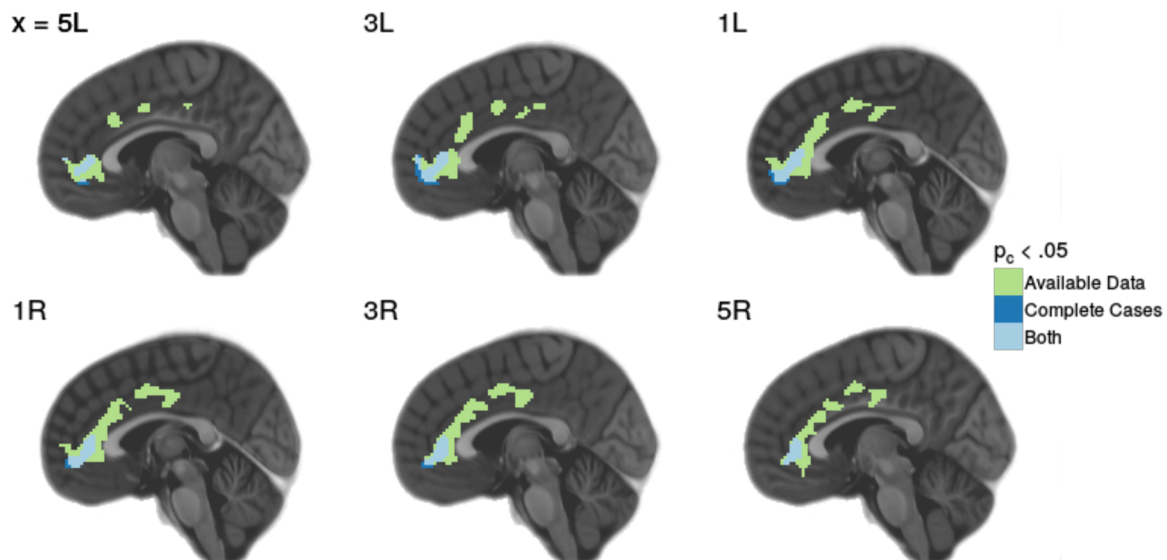 x = 5L
3L
1L
p_c < .05
Available Data
Complete Cases
Both
1R
3R
5R